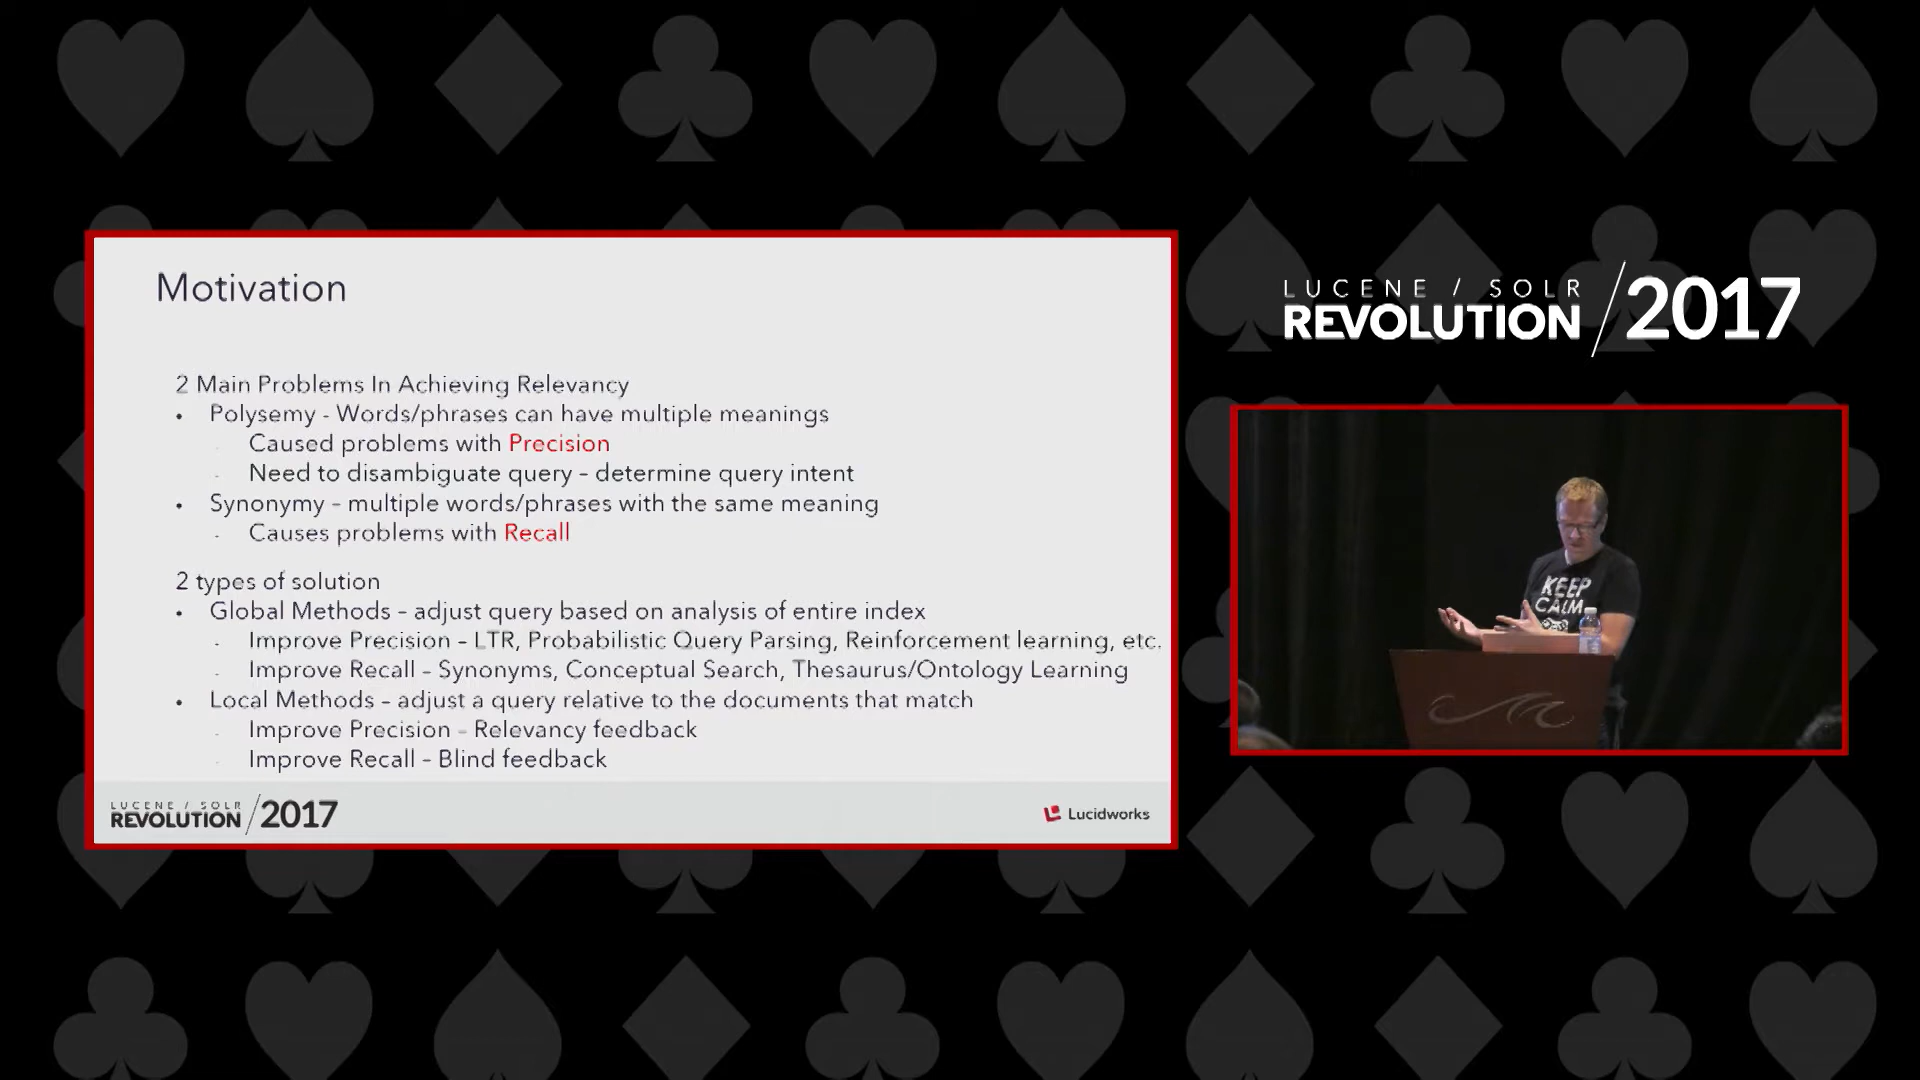 Motivation
2 Main Problems In Achieving Relevancy
• Polysemy - Words/phrases can have multiple meanings
- Caused problems with Precision
- Need to disambiguate query – determine query intent
• Synonymy – multiple words/phrases with the same meaning
- Causes problems with Recall
2 types of solution
• Global Methods – adjust query based on analysis of entire index
- Improve Precision – LTR, Probabilistic Query Parsing, Reinforcement learning, etc.
- Improve Recall – Synonyms, Conceptual Search, Thesaurus/Ontology Learning
• Local Methods – adjust a query relative to the documents that match
- Improve Precision – Relevancy feedback
- Improve Recall – Blind feedback
LUCENE / SOLR
REVOLUTION /2017
Lucidworks
LUCENE / SOLR
REVOLUTION /2017
KEEP
CALM